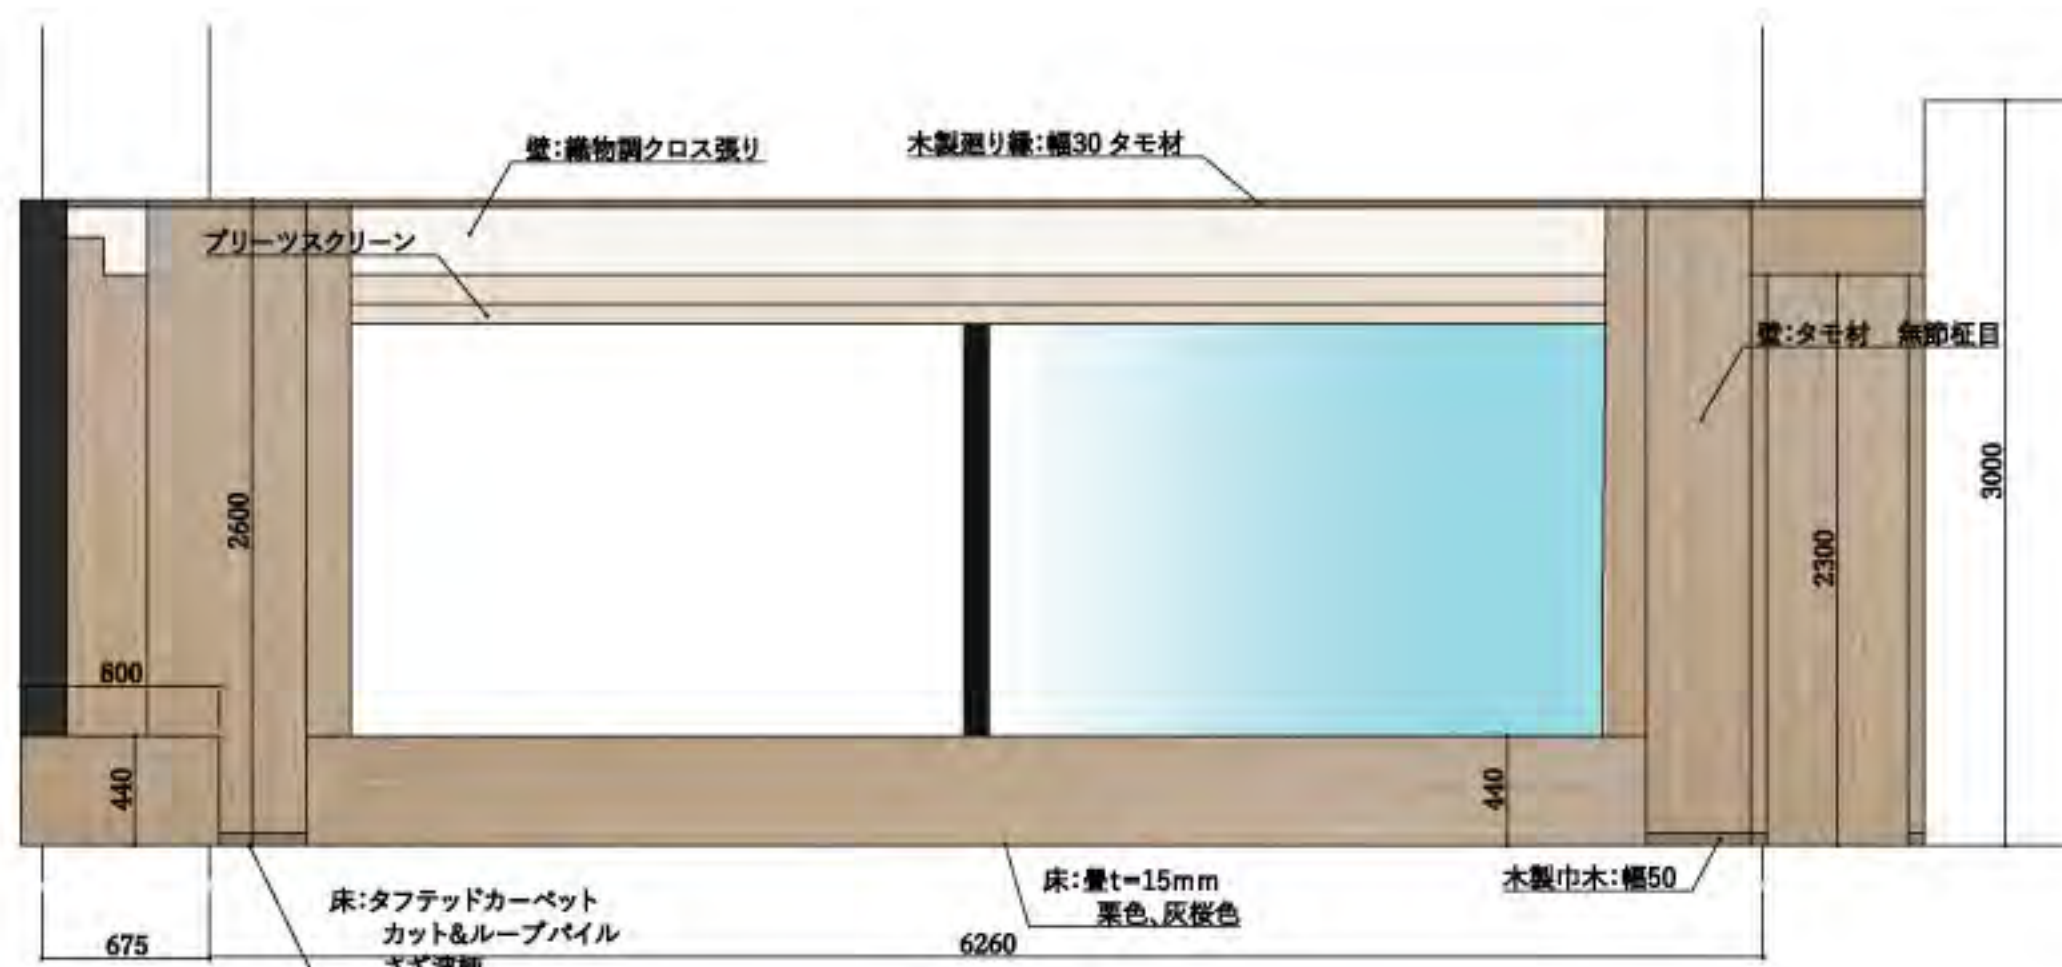 壁:織物調クロス張り
木製廻り縁:幅30 タモ材
プリーツスクリーン
壁:タモ材　無節柾目
2600
3000
2300
800
440
440
床:畳t=15mm
栗色、灰桜色
木製巾木:幅50
床:タフテッドカーペット
カット&ループパイル
675
6260